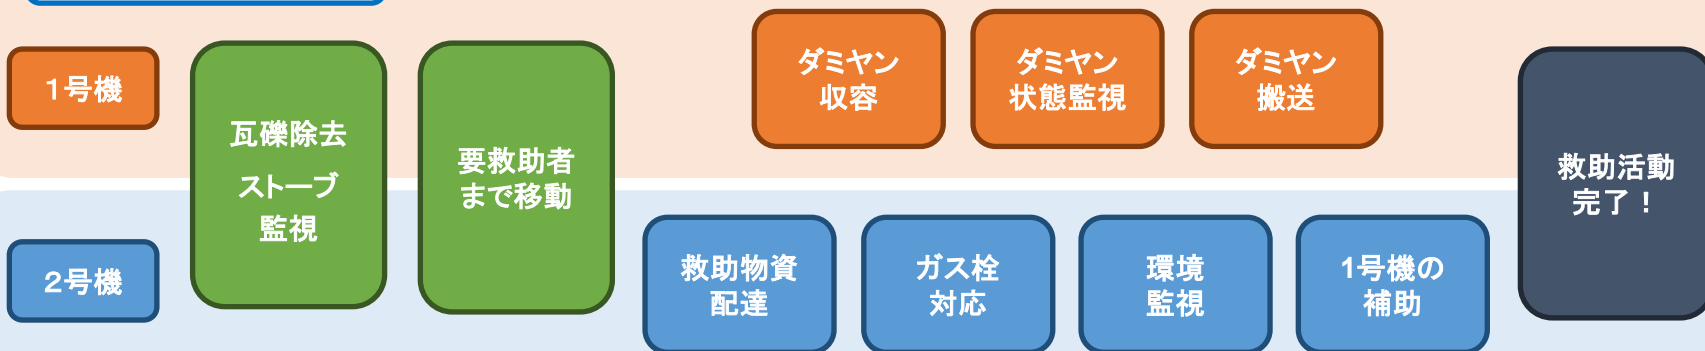 1号機
瓦礫除去
ストーブ
監視
要救助者
まで移動
ダミヤン
収容
ダミヤン
状態監視
ダミヤン
搬送
救助活動
完了！
2号機
救助物資
配達
ガス栓
対応
環境
監視
1号機の
補助